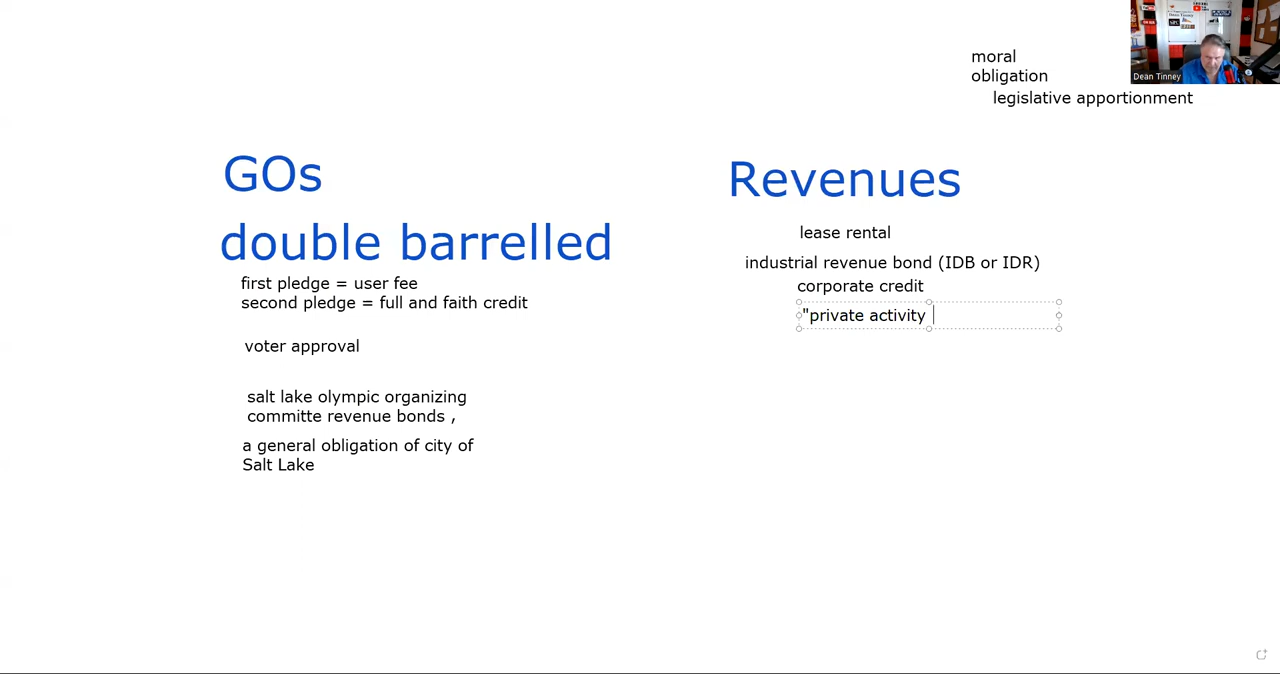 moral
obligation
legislative apportionment
Dean Tinney
GOs
double barrelled
first pledge = user fee
second pledge = full and faith credit
voter approval
salt lake olympic organizing
committe revenue bonds ,
a general obligation of city of
Salt Lake
Revenues
lease rental
industrial revenue bond (IDB or IDR)
corporate credit
"private activity